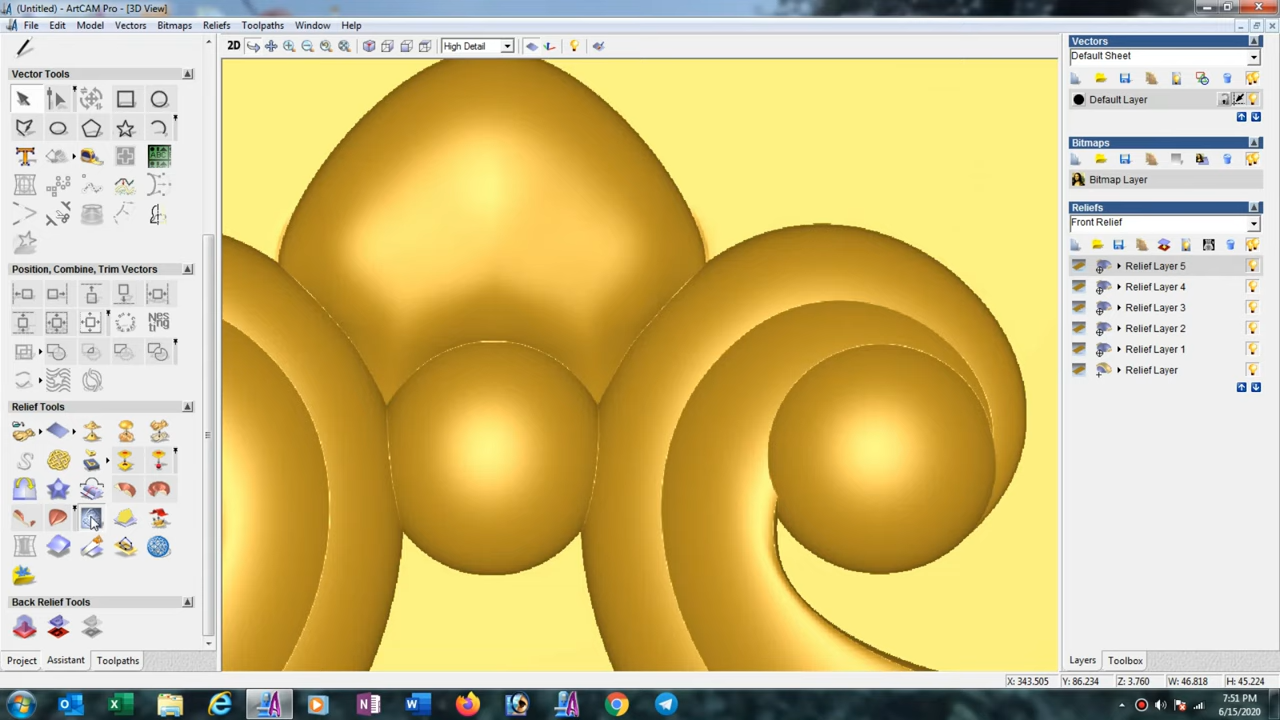 (Untitled) - ArtCAM Pro - [3D View]
File Edit Model Vectors Bitmaps Reliefs Toolpaths Window Help
2D High Detail
Vector Tools
Position, Combine, Trim Vectors
Relief Tools
Back Relief Tools
Project Assistant Toolpaths
Vectors
Default Sheet
Default Layer
Bitmaps
Bitmap Layer
Reliefs
Front Relief
Relief Layer 5
Relief Layer 4
Relief Layer 3
Relief Layer 2
Relief Layer 1
Relief Layer
Layers Toolbox
X: 343.505 Y: 86.234 Z: 3.760 W: 46.818 H: 45.224
7:51 PM
6/15/2020